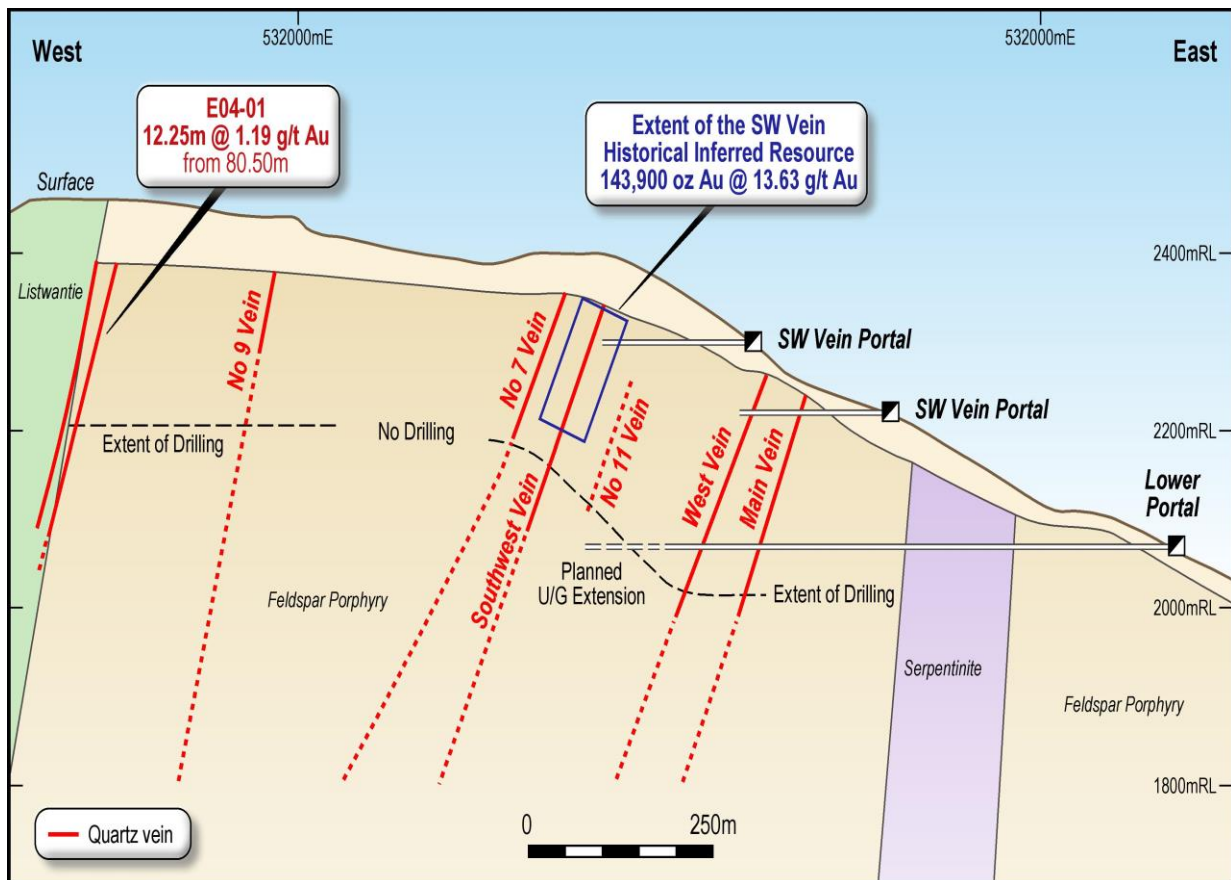 532000mE
532000mE
West
East
E04-01
12.25m @ 1.19 g/t Au
from 80.50m
Extent of the SW Vein
Historical Inferred Resource
143,900 oz Au @ 13.63 g/t Au
Surface
2400mRL
Listwantie
No 9 Vein
No 7 Vein
SW Vein Portal
SW Vein Portal
2200mRL
Extent of Drilling
No Drilling
No 11 Vein
West Vein
Main Vein
Lower
Portal
Southwest Vein
Planned
U/G Extension
Extent of Drilling
Feldspar Porphyry
2000mRL
Serpentinite
Feldspar Porphyry
1800mRL
Quartz vein
0
250m